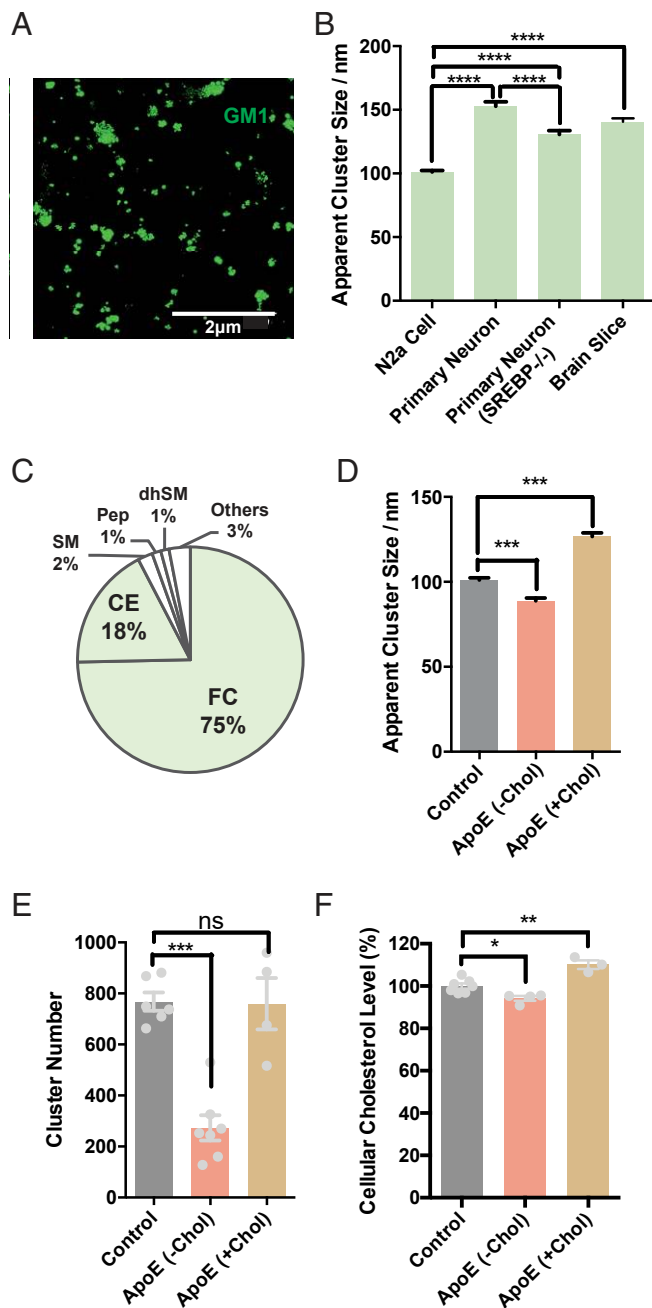 A
GM1
2μm
B
Apparent Cluster Size / nm
200
150
100
50
0
****
****
****
****
N2a Cell
Primary Neuron
Primary Neuron
(SREBP-/-)
Brain Slice
C
dhSM
1%
Others
3%
Pep
1%
SM
2%
CE
18%
FC
75%
D
Apparent Cluster Size / nm
150
100
50
0
***
***
Control
ApoE (-Chol)
ApoE (+Chol)
E
Cluster Number
1000
800
600
400
200
0
ns
***
Control
ApoE (-Chol)
ApoE (+Chol)
F
Cellular Cholesterol Level (%)
120
100
80
60
40
20
0
**
*
Control
ApoE (-Chol)
ApoE (+Chol)